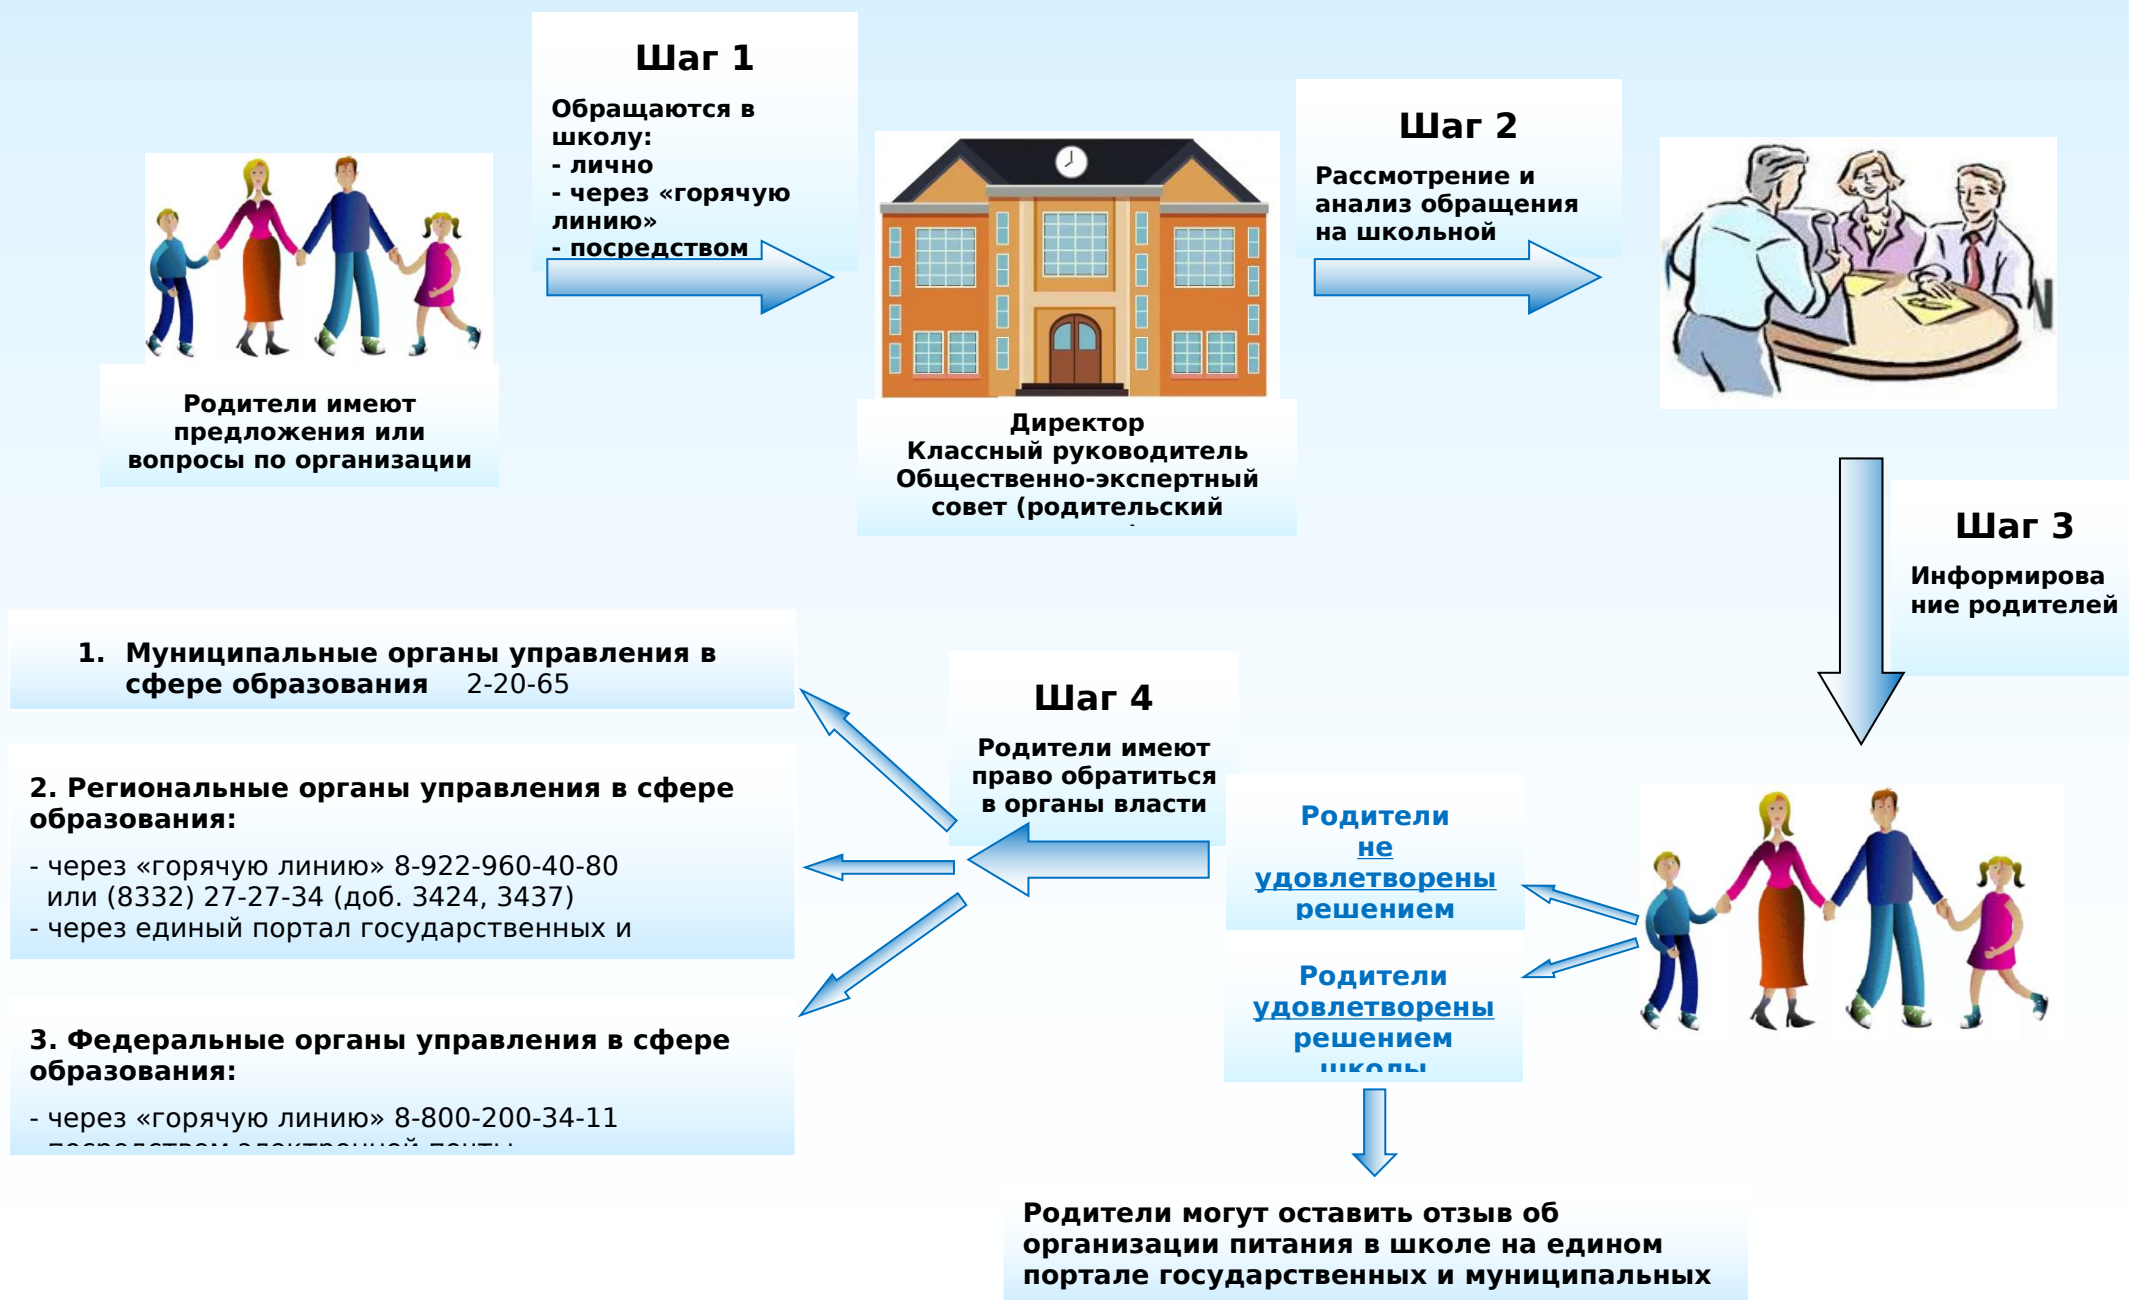 Шаг 1
Обращаются в
школу:
- лично
- через «горячую
линию»
- посредством
Шаг 2
Рассмотрение и
анализ обращения
на школьной
Родители имеют
предложения или
вопросы по организации
Директор
Классный руководитель
Общественно-экспертный
совет (родительский
Шаг 3
Информирова
ние родителей
1. Муниципальные органы управления в
сфере образования 2-20-65
Шаг 4
Родители имеют
право обратиться
в органы власти
2. Региональные органы управления в сфере
образования:
- через «горячую линию» 8-922-960-40-80
или (8332) 27-27-34 (доб. 3424, 3437)
- через единый портал государственных и
Родители
не
удовлетворены
решением
Родители
удовлетворены
решением
школы
3. Федеральные органы управления в сфере
образования:
- через «горячую линию» 8-800-200-34-11
- посредством электронной почты
Родители могут оставить отзыв об
организации питания в школе на едином
портале государственных и муниципальных